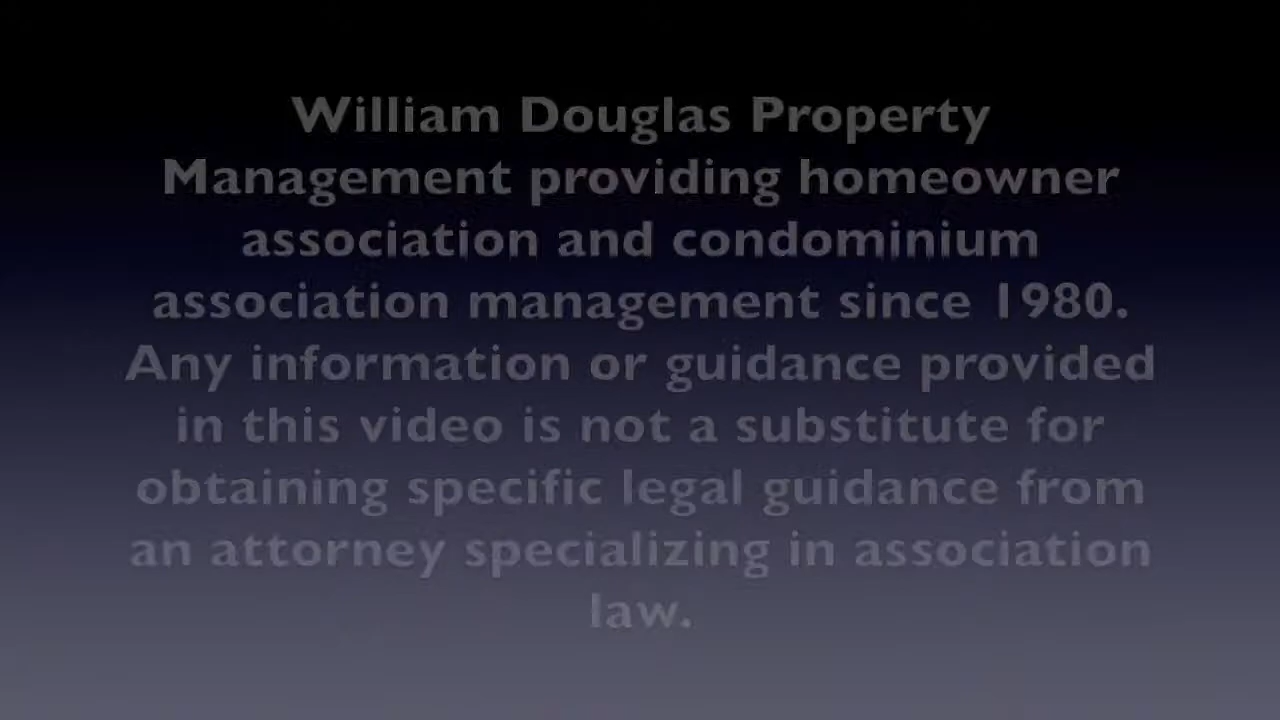 William Douglas Property
Management providing homeowner
association and condominium
association management since 1980.
Any information or guidance provided
in this video is not a substitute for
obtaining specific legal guidance from
an attorney specializing in association
law.